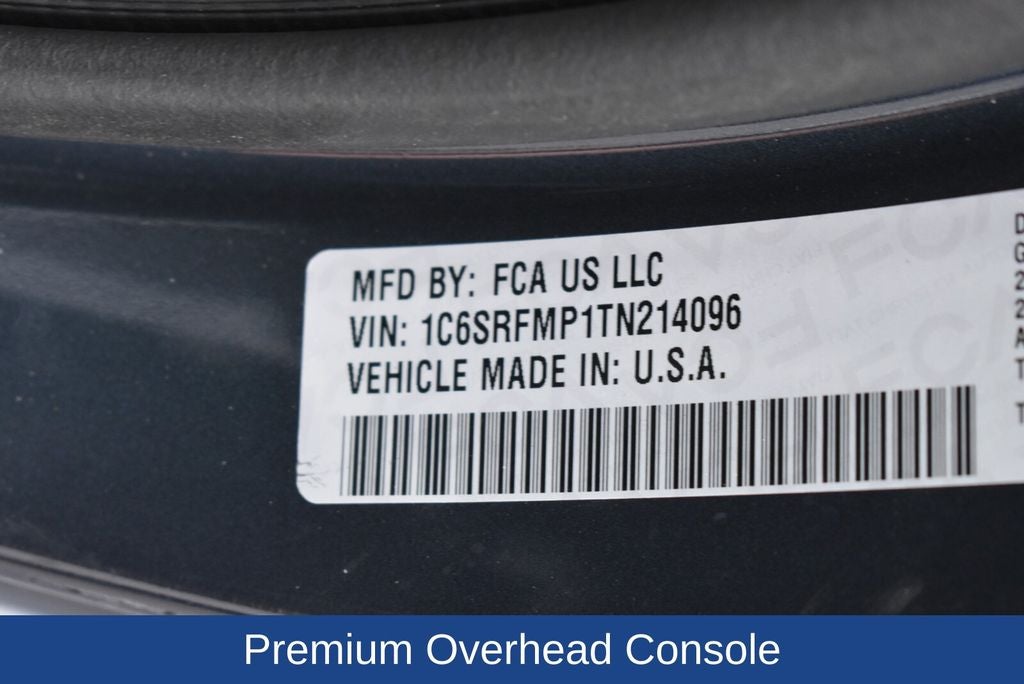 MFD BY: FCA US LLC
VIN: 1C6SRFMP1TN214096
VEHICLE MADE IN: U.S.A.
Premium Overhead Console